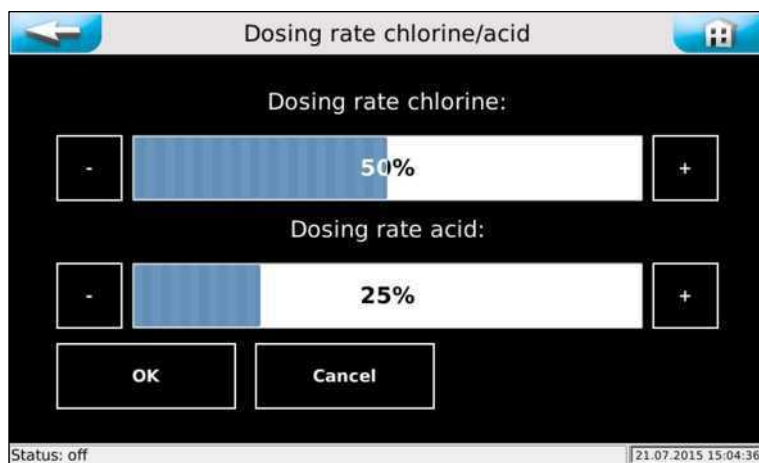 Dosing rate chlorine/acid
Dosing rate chlorine:
- 50% +
Dosing rate acid:
- 25% +
OK Cancel
Status: off 21.07.2015 15:04:36